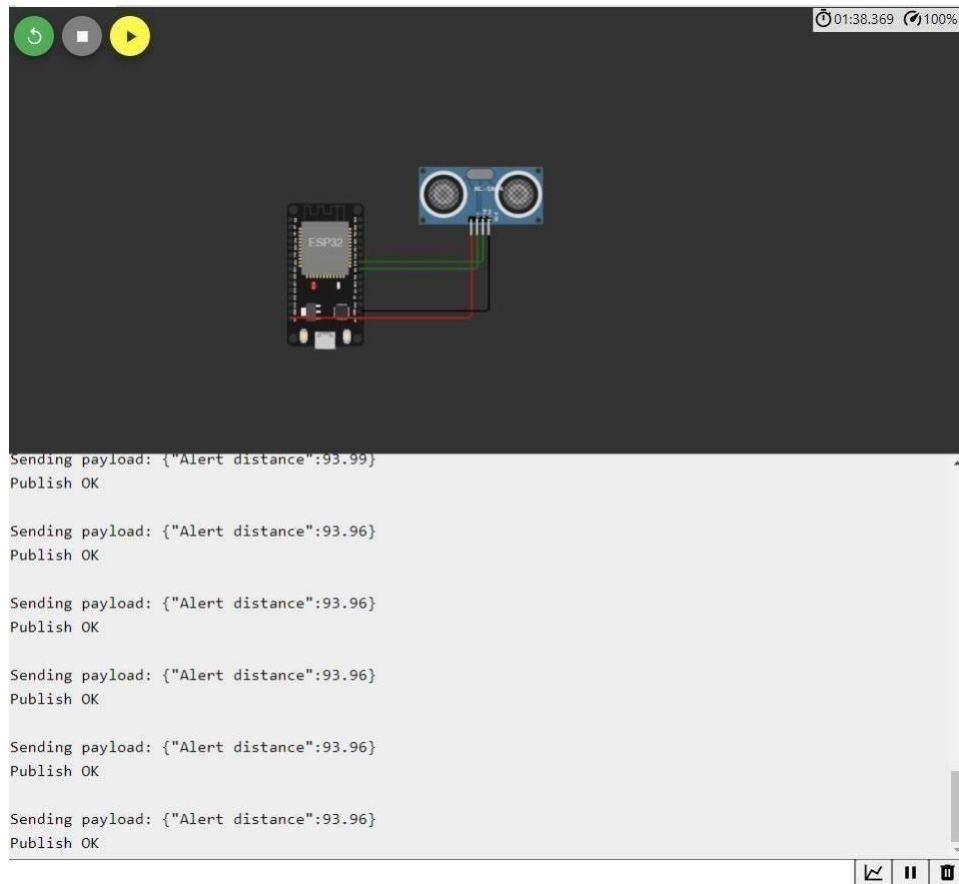 01:38.369 100%
ESP32
Sending payload: {"Alert distance":93.99}
Publish OK
Sending payload: {"Alert distance":93.96}
Publish OK
Sending payload: {"Alert distance":93.96}
Publish OK
Sending payload: {"Alert distance":93.96}
Publish OK
Sending payload: {"Alert distance":93.96}
Publish OK
Sending payload: {"Alert distance":93.96}
Publish OK